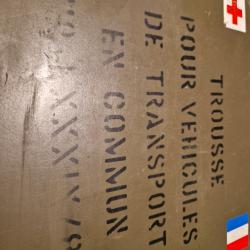 TROUSSE
POUR VEHICULES
DE TRANSPORT
EN COMMUN